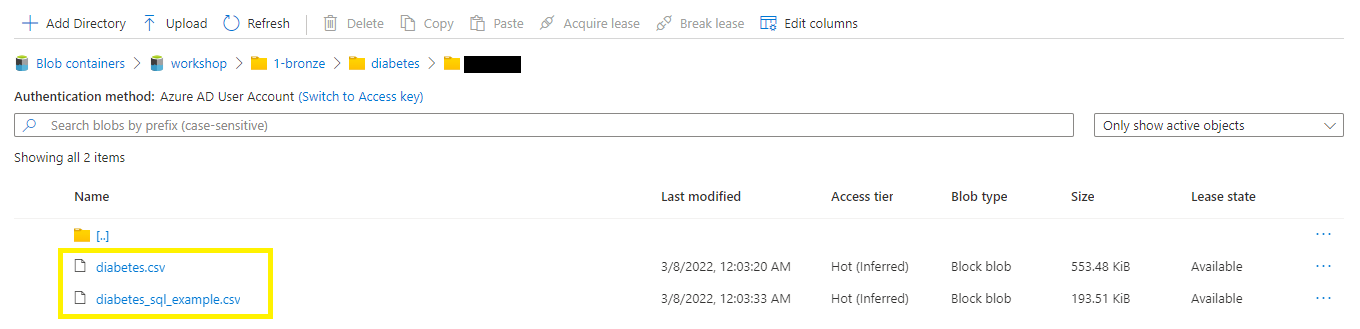 Add Directory Upload Refresh Delete Copy Paste Acquire lease Break lease Edit columns
Blob containers > workshop > 1-bronze > diabetes >
Authentication method: Azure AD User Account (Switch to Access key)
Search blobs by prefix (case-sensitive) Only show active objects
Showing all 2 items
Name Last modified Access tier Blob type Size Lease state
[..] ...
diabetes.csv 3/8/2022, 12:03:20 AM Hot (Inferred) Block blob 553.48 KiB Available ...
diabetes_sql_example.csv 3/8/2022, 12:03:33 AM Hot (Inferred) Block blob 193.51 KiB Available ...